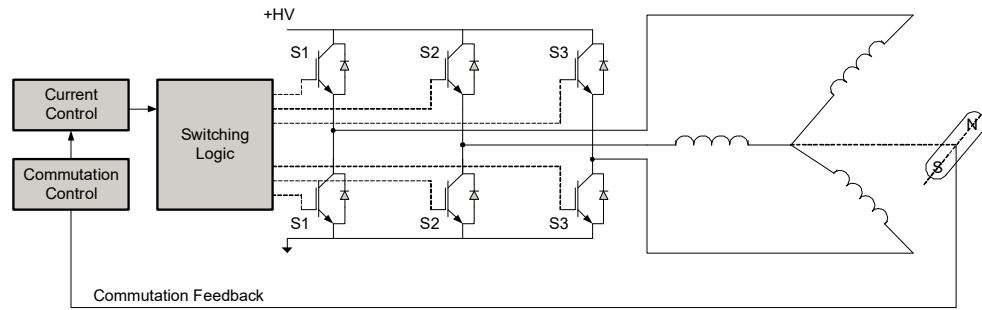 +HV
S1
S2
S3
Current
Control
Switching
Logic
Commutation
Control
N
S
S1
S2
S3
Commutation Feedback